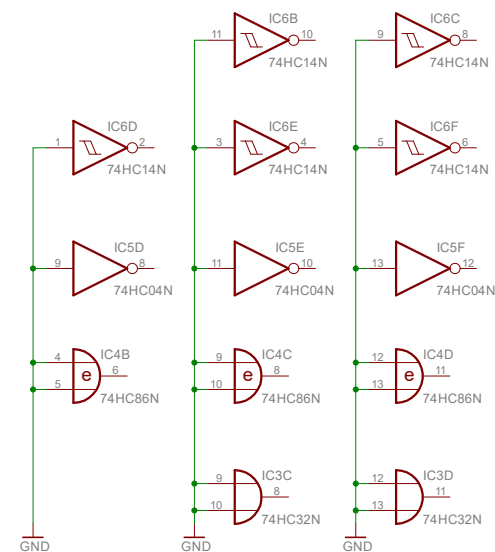 IC6B
11 10
74HC14N
IC6C
9 8
74HC14N
IC6D
1 2
74HC14N
IC6E
3 4
74HC14N
IC6F
5 6
74HC14N
IC5D
9 8
74HC04N
IC5E
11 10
74HC04N
IC5F
13 12
74HC04N
IC4B
4
e 6
5
74HC86N
IC4C
9
e 8
10
74HC86N
IC4D
12
e 11
13
74HC86N
IC3C
9
8
10
74HC32N
IC3D
12
11
13
74HC32N
GND
GND
GND